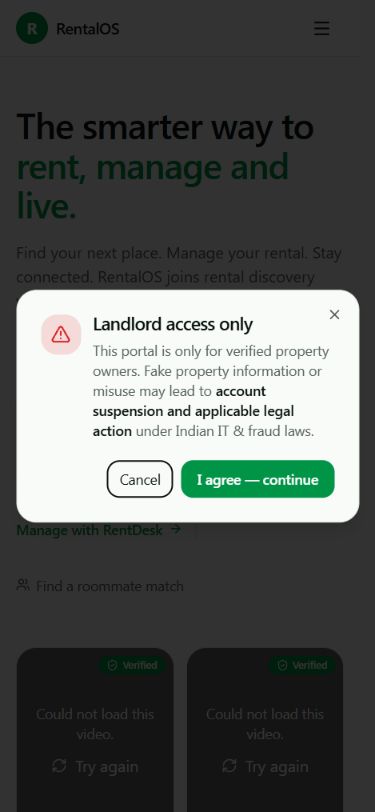 R RentalOS
The smarter way to
rent, manage and
live.
Find your next place. Manage your rental. Stay
connected. RentalOS joins rental discovery
Landlord access only
This portal is only for verified property
owners. Fake property information or
misuse may lead to account
suspension and applicable legal
action under Indian IT & fraud laws.
Cancel I agree — continue
Manage with RentDesk →
Find a roommate match
Verified Verified
Could not load this Could not load this
video. video.
Try again Try again